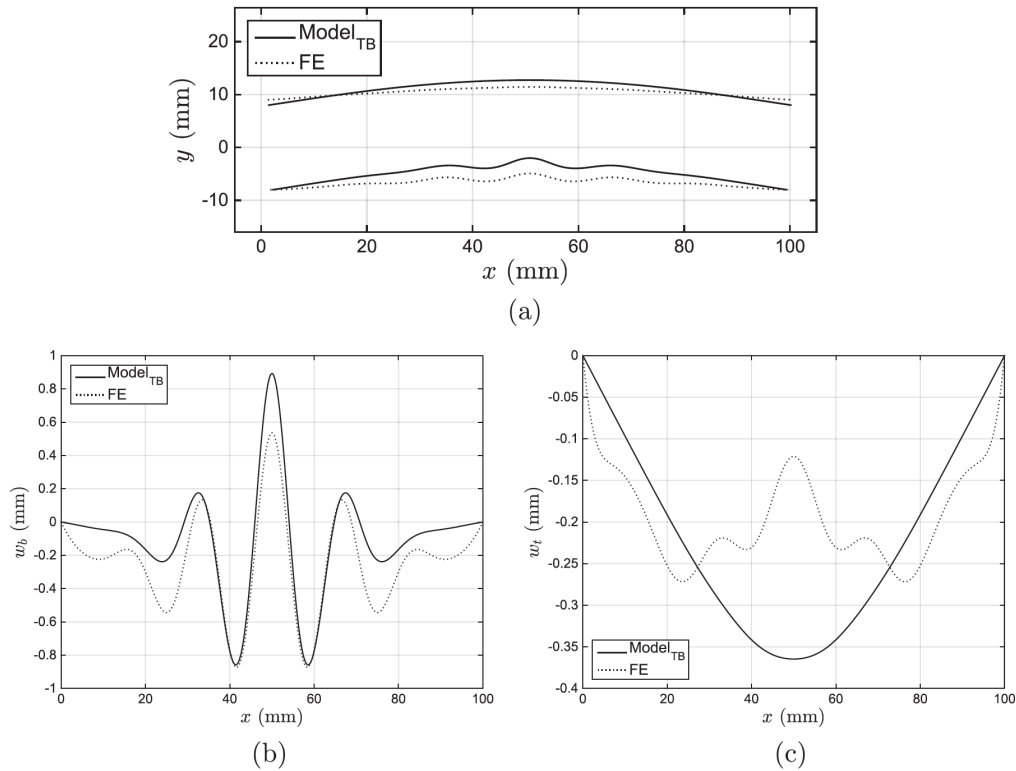 Model_TB
FE
20
10
0
-10
y (mm)
0 20 40 60 80 100
x (mm)
(a)
1
0.8
0.6
0.4
0.2
0
-0.2
-0.4
-0.6
-0.8
-1
w_b (mm)
Model_TB
FE
0 20 40 60 80 100
x (mm)
(b)
0
-0.05
-0.1
-0.15
-0.2
-0.25
-0.3
-0.35
-0.4
w_t (mm)
Model_TB
FE
0 20 40 60 80 100
x (mm)
(c)